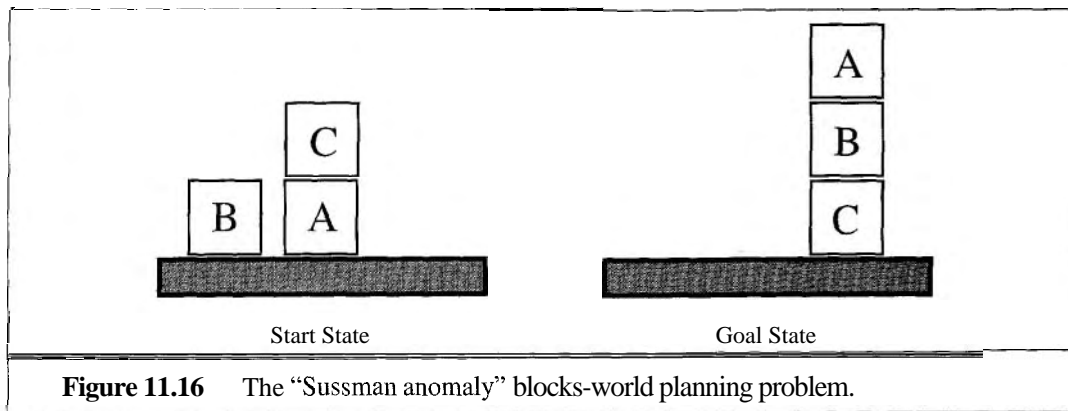 A
C
B
B
A
C
Start State
Goal State
Figure 11.16 The “Sussman anomaly” blocks-world planning problem.